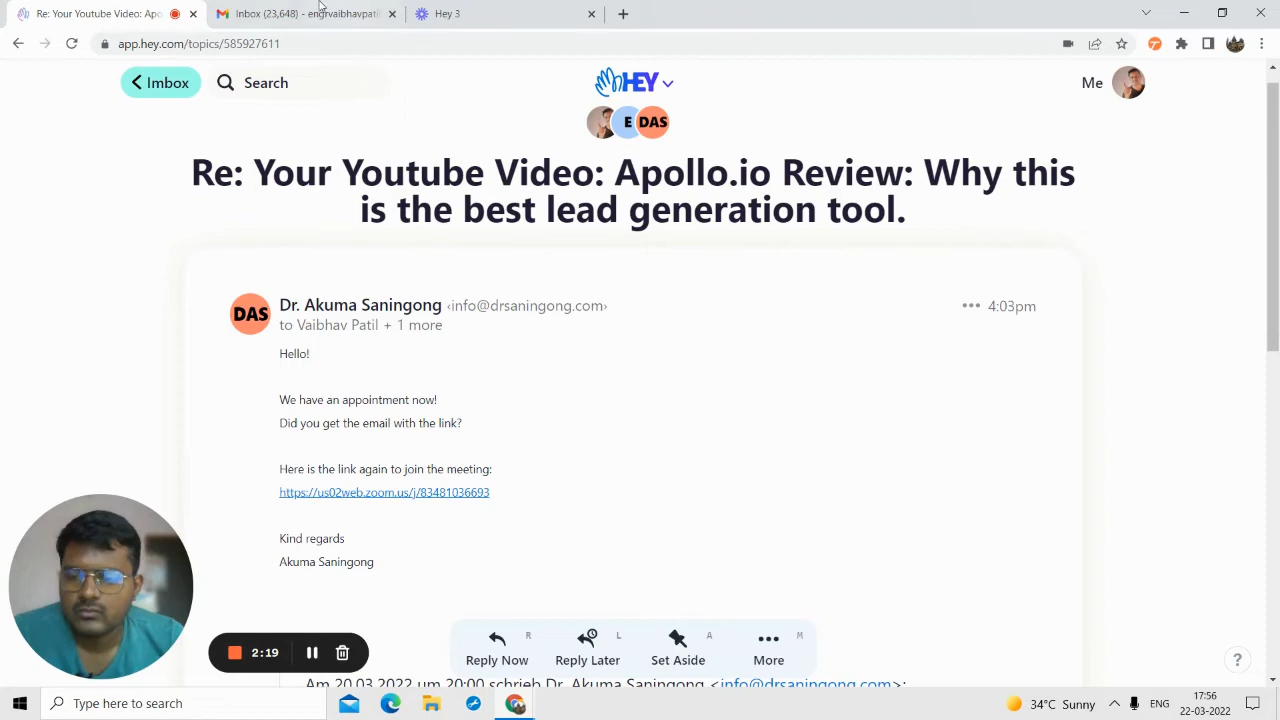 Re: Your Youtube Video: Apo
Inbox (23,648) - engrvaibhavpatil
Hey 3
app.hey.com/topics/585927611
Imbox
Search
HEY
Me
E
DAS
Re: Your Youtube Video: Apollo.io Review: Why this
is the best lead generation tool.
DAS
Dr. Akuma Saningong <info@drsaningong.com>
4:03pm
to Vaibhav Patil + 1 more
Hello!
We have an appointment now!
Did you get the email with the link?
Here is the link again to join the meeting:
https://us02web.zoom.us/j/83481036693
Kind regards
Akuma Saningong
R
L
A
M
Reply Now
Reply Later
Set Aside
More
2:19
?
Am 20.03.2022 um 20:00 schrieb Dr. Akuma Saningong <info@drsaningong.com>:
Type here to search
34°C Sunny
ENG
17:56
22-03-2022